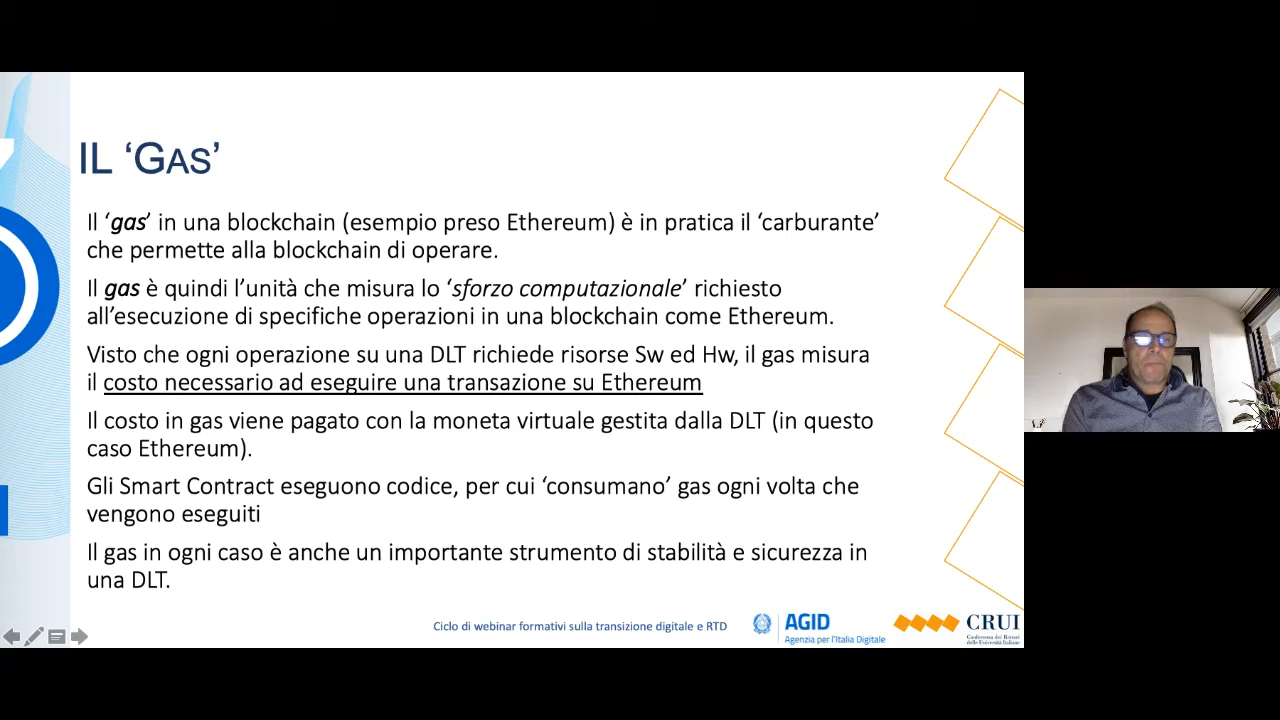 IL ‘GAS’
Il ‘gas’ in una blockchain (esempio preso Ethereum) è in pratica il ‘carburante’
che permette alla blockchain di operare.
Il gas è quindi l’unità che misura lo ‘sforzo computazionale’ richiesto
all’esecuzione di specifiche operazioni in una blockchain come Ethereum.
Visto che ogni operazione su una DLT richiede risorse Sw ed Hw, il gas misura
il costo necessario ad eseguire una transazione su Ethereum
Il costo in gas viene pagato con la moneta virtuale gestita dalla DLT (in questo
caso Ethereum).
Gli Smart Contract eseguono codice, per cui ‘consumano’ gas ogni volta che
vengono eseguiti
Il gas in ogni caso è anche un importante strumento di stabilità e sicurezza in
una DLT.
Ciclo di webinar formativi sulla transizione digitale e RTD
AGID
Agenzia per l'Italia Digitale
CRUI
Conferenza dei Rettori
delle Università Italiane